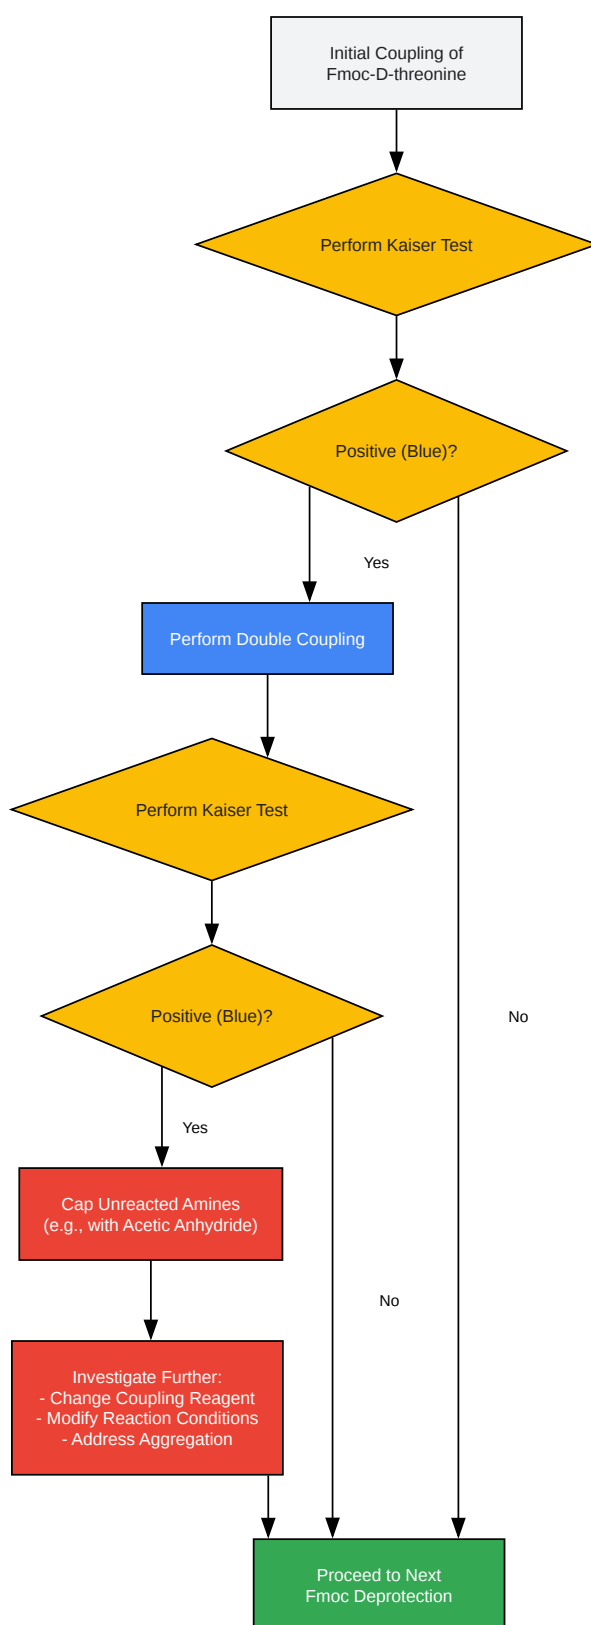 Initial Coupling of
Fmoc-D-threonine
Perform Kaiser Test
Positive (Blue)?
Yes
Perform Double Coupling
Perform Kaiser Test
Positive (Blue)?
No
Yes
Cap Unreacted Amines
(e.g., with Acetic Anhydride)
No
Investigate Further:
- Change Coupling Reagent
- Modify Reaction Conditions
- Address Aggregation
Proceed to Next
Fmoc Deprotection